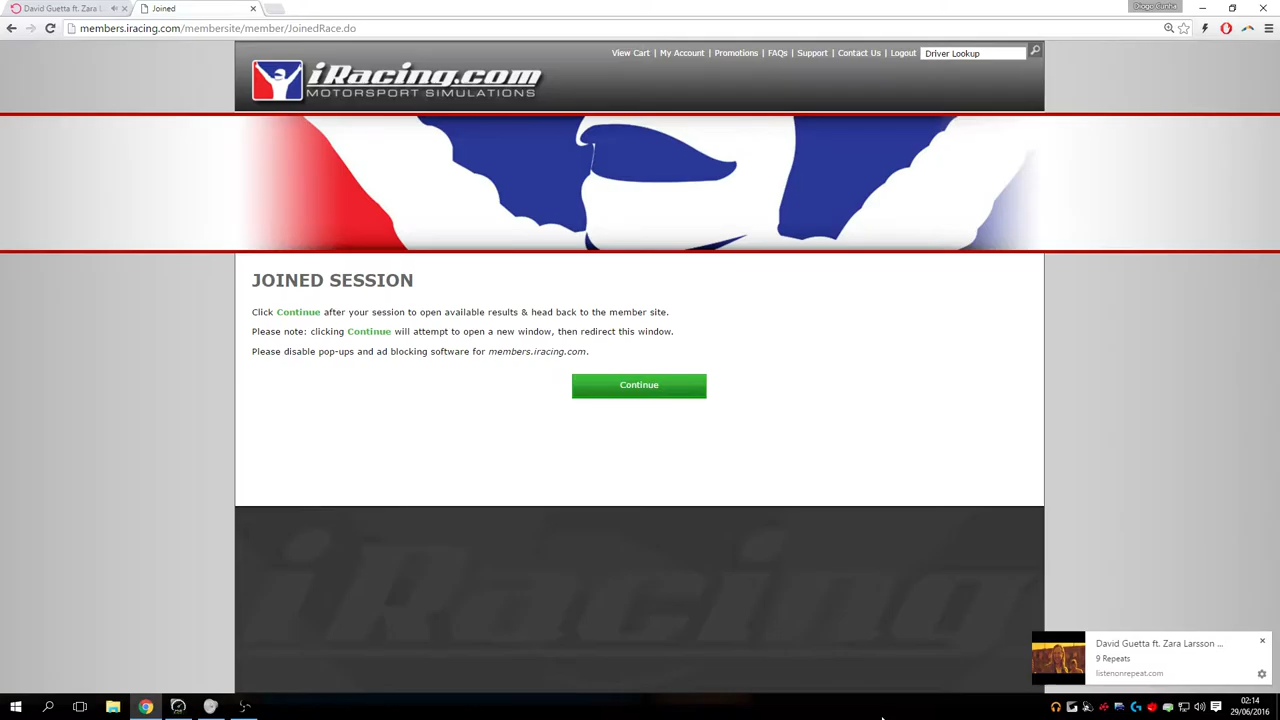 David Guetta ft. Zara L
Joined
Diogo Cunha
members.iracing.com/membersite/member/JoinedRace.do
View Cart | My Account | Promotions | FAQs | Support | Contact Us | Logout
Driver Lookup
iRacing.com
MOTORSPORT SIMULATIONS
JOINED SESSION
Click Continue after your session to open available results & head back to the member site.
Please note: clicking Continue will attempt to open a new window, then redirect this window.
Please disable pop-ups and ad blocking software for members.iracing.com.
Continue
iRacing
David Guetta ft. Zara Larsson ...
9 Repeats
listenonrepeat.com
02:14
29/06/2016